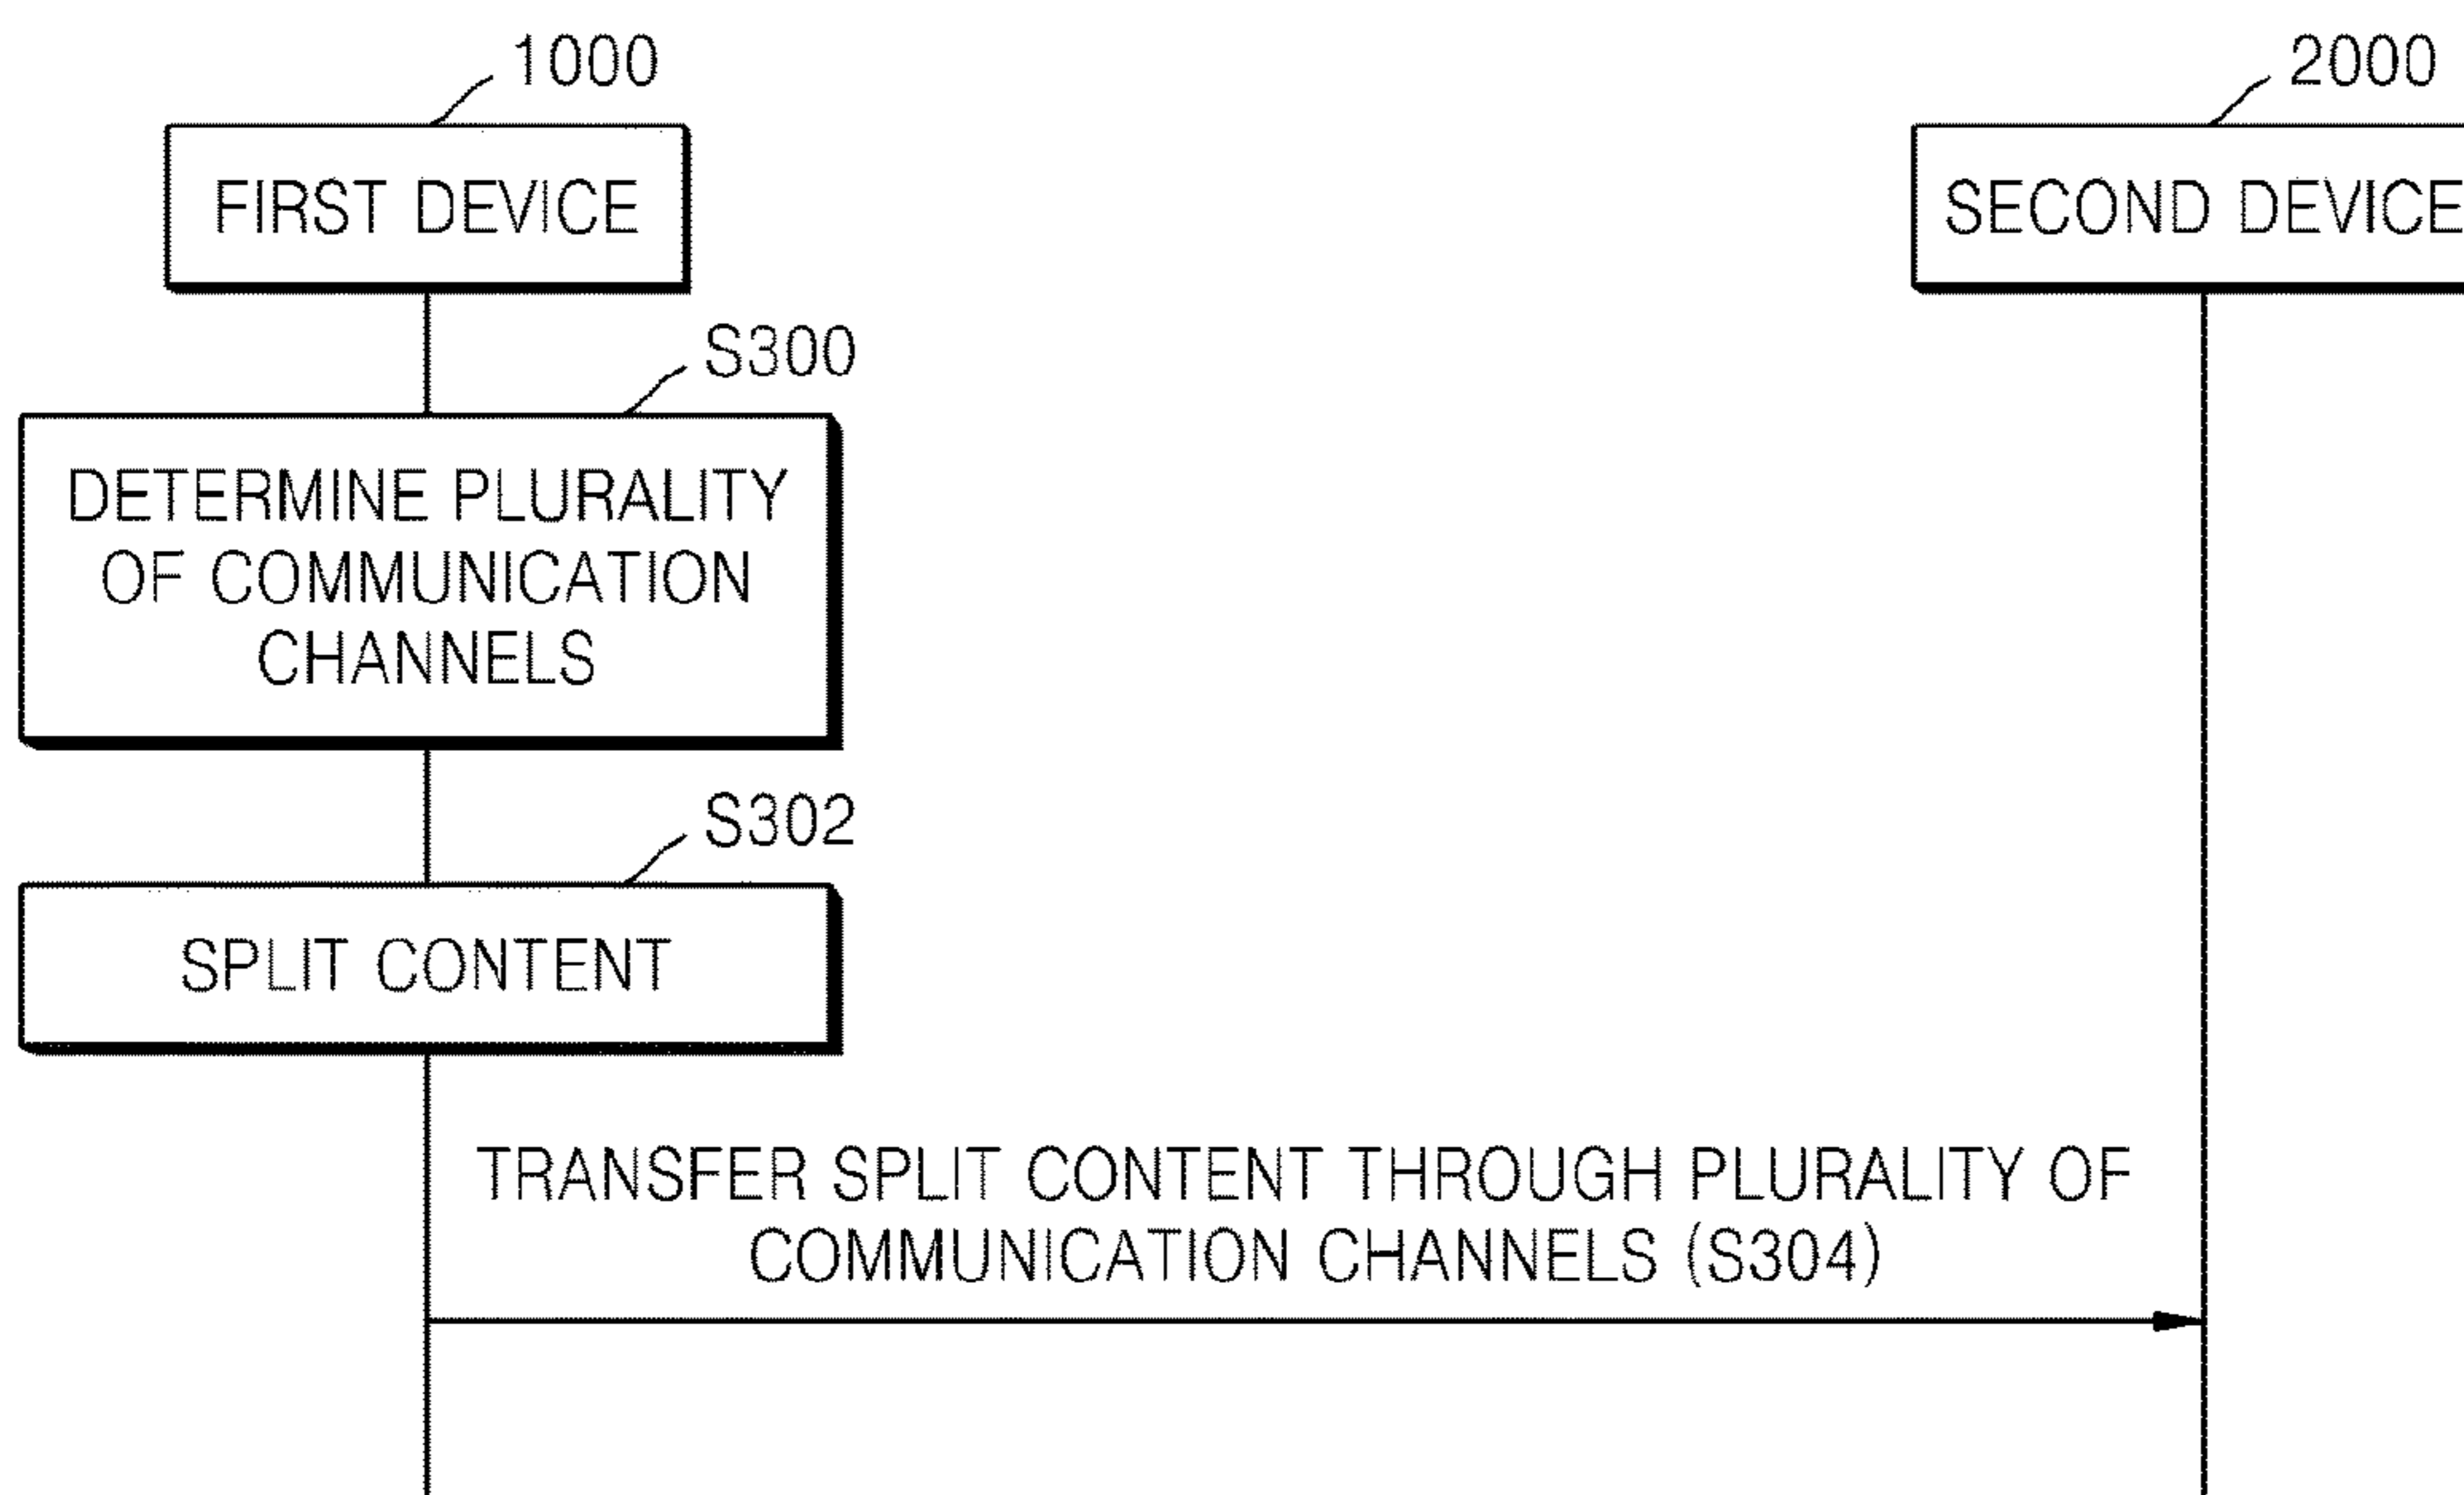 1000
2000
FIRST DEVICE
SECOND DEVICE
S300
DETERMINE PLURALITY
OF COMMUNICATION
CHANNELS
S302
SPLIT CONTENT
TRANSFER SPLIT CONTENT THROUGH PLURALITY OF
COMMUNICATION CHANNELS (S304)